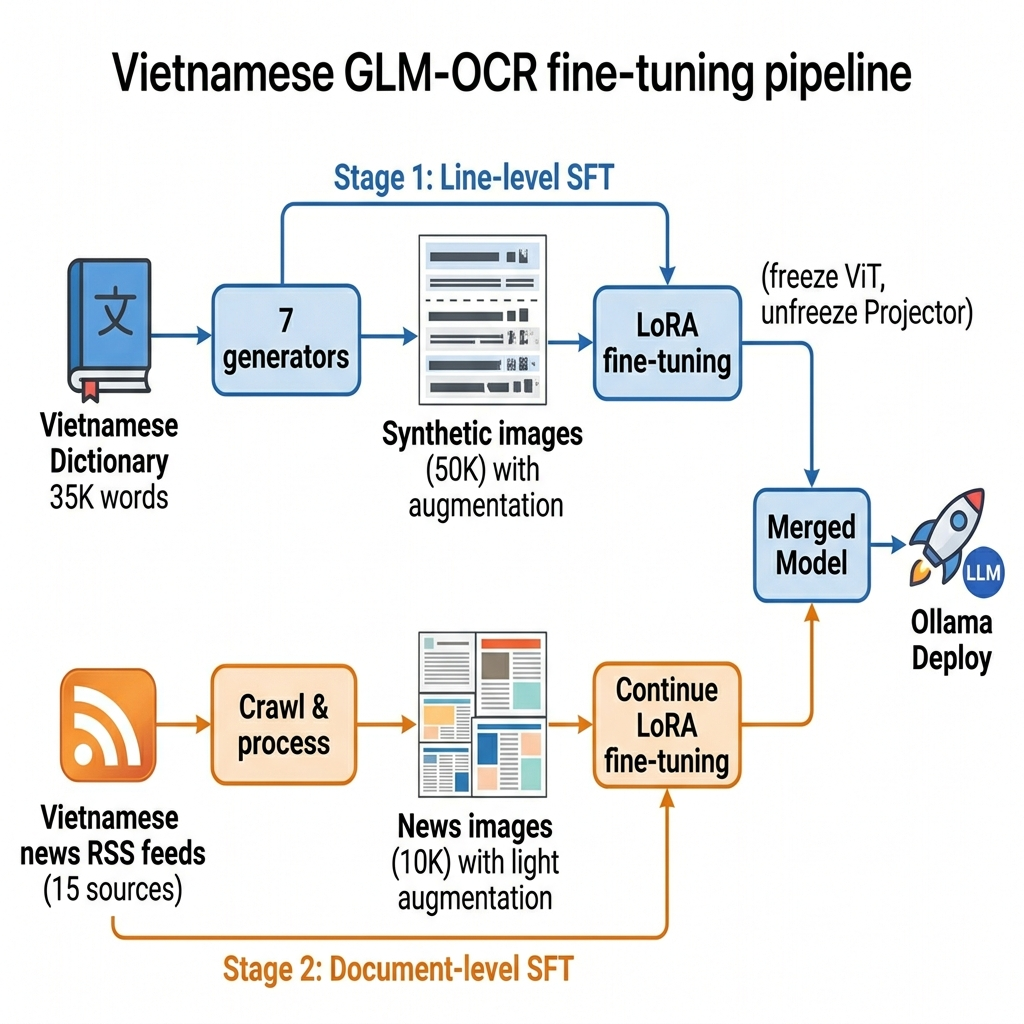 Vietnamese GLM-OCR fine-tuning pipeline
Stage 1: Line-level SFT
文
Vietnamese
Dictionary
35K words
7
generators
Synthetic images
(50K) with
augmentation
LoRA
fine-tuning
(freeze ViT,
unfreeze Projector)
Merged
Model
LLM
Ollama
Deploy
Vietnamese
news RSS feeds
(15 sources)
Crawl &
process
News images
(10K) with light
augmentation
Continue
LoRA
fine-tuning
Stage 2: Document-level SFT